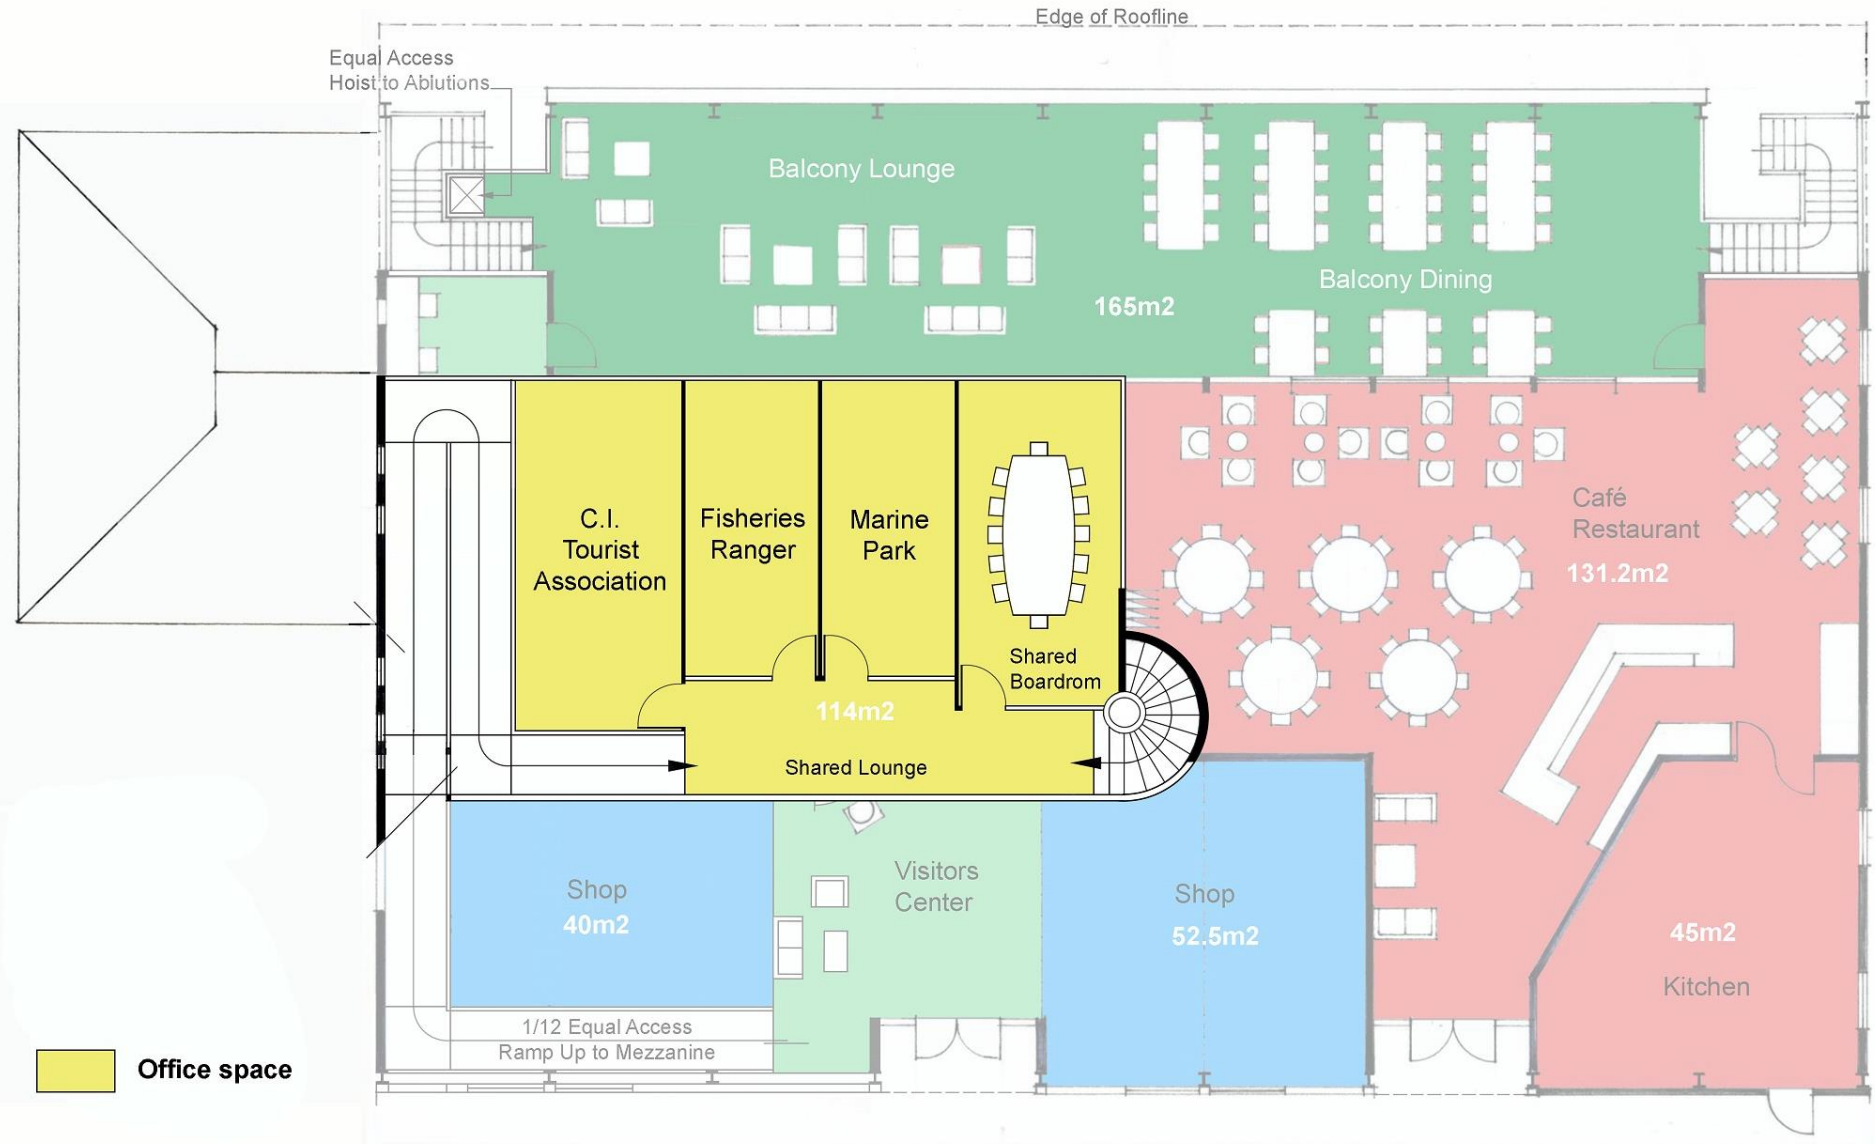 Edge of Roofline
Equal Access
Hoist to Ablutions
Balcony Lounge
Balcony Dining
165m2
C.I.
Tourist
Association
Fisheries
Ranger
Marine
Park
Shared
Boardrom
114m2
Shared Lounge
Café
Restaurant
131.2m2
Shop
40m2
Visitors
Center
Shop
52.5m2
45m2
Kitchen
1/12 Equal Access
Ramp Up to Mezzanine
Office space